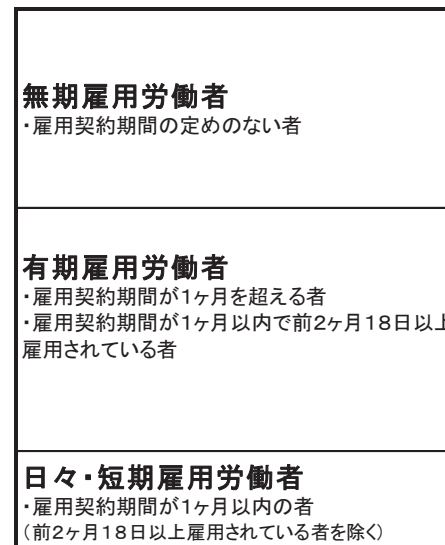 無期雇用労働者
・雇用契約期間の定めのない者
有期雇用労働者
・雇用契約期間が1ヶ月を超える者
・雇用契約期間が1ヶ月以内で前2ヶ月18日以上
雇用されている者
日々・短期雇用労働者
・雇用契約期間が1ヶ月以内の者
（前2ヶ月18日以上雇用されている者を除く）